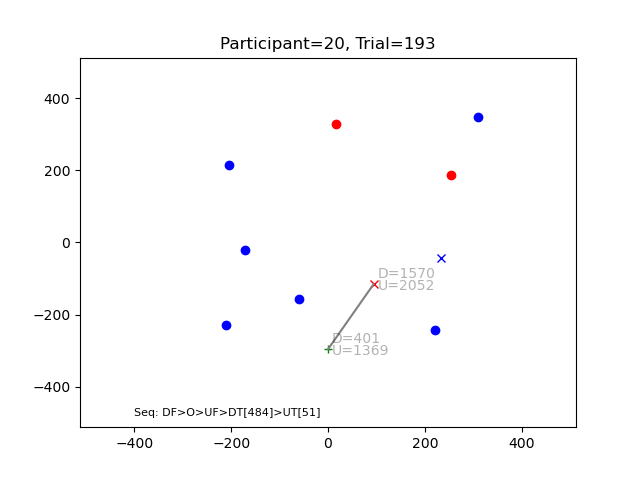 Participant=20, Trial=193
400
200
0
−200
−400
D=1570
U=2052
D=401
U=1369
Seq: DF>O>UF>DT[484]>UT[51]
−400 −200 0 200 400